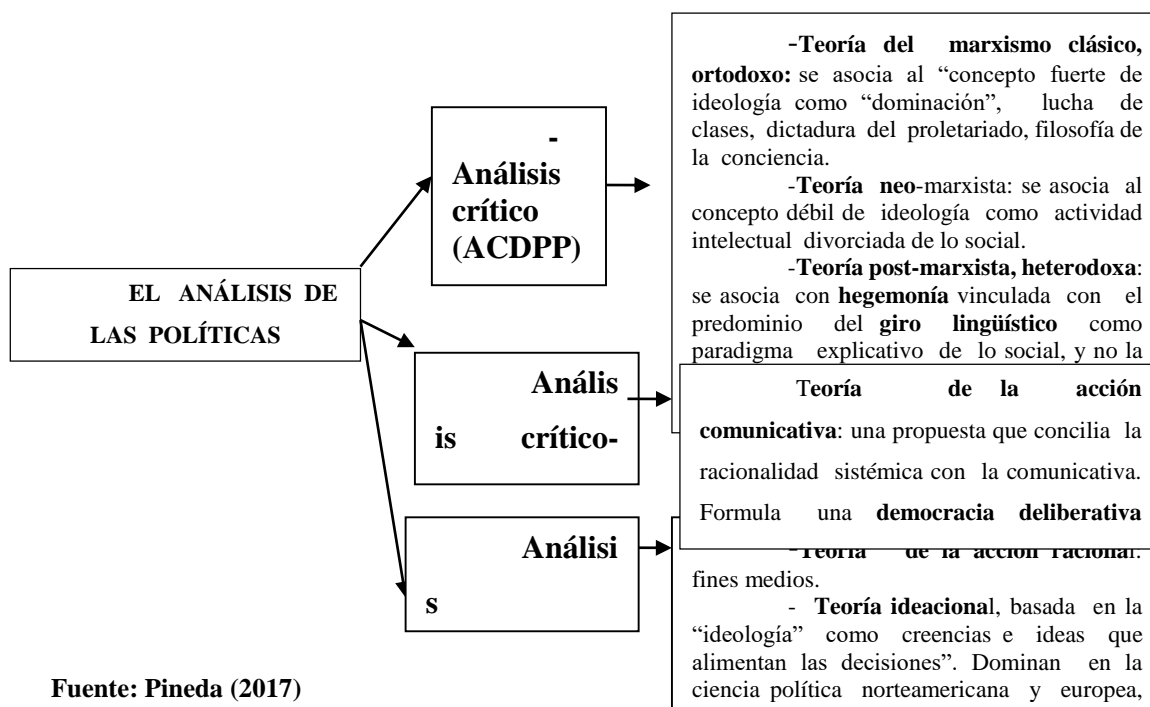 EL ANÁLISIS DE
LAS POLÍTICAS
-
Análisis
crítico
(ACDPP)
-Teoría del marxismo clásico,
ortodoxo: se asocia al “concepto fuerte de
ideología como “dominación”, lucha de
clases, dictadura del proletariado, filosofía de
la conciencia.
-Teoría neo-marxista: se asocia al
concepto débil de ideología como actividad
intelectual divorciada de lo social.
-Teoría post-marxista, heterodoxa:
se asocia con hegemonía vinculada con el
predominio del giro lingüístico como
paradigma explicativo de lo social, y no la
Anális
is crítico-
Teoría de la acción
comunicativa: una propuesta que concilia la
racionalidad sistémica con la comunicativa.
Formula una democracia deliberativa
Análisi
s
-Teoría de la acción racional:
fines medios.
- Teoría ideacional, basada en la
“ideología” como creencias e ideas que
alimentan las decisiones”. Dominan en la
ciencia política norteamericana y europea,
Fuente: Pineda (2017)